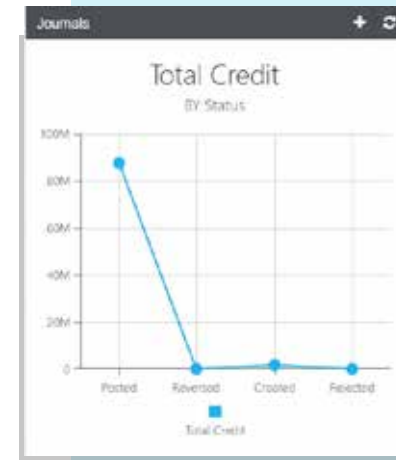 Journals
Total Credit
BY Status
100M
80M
60M
40M
20M
0
Posted Reversed Created Rejected
Total Credit